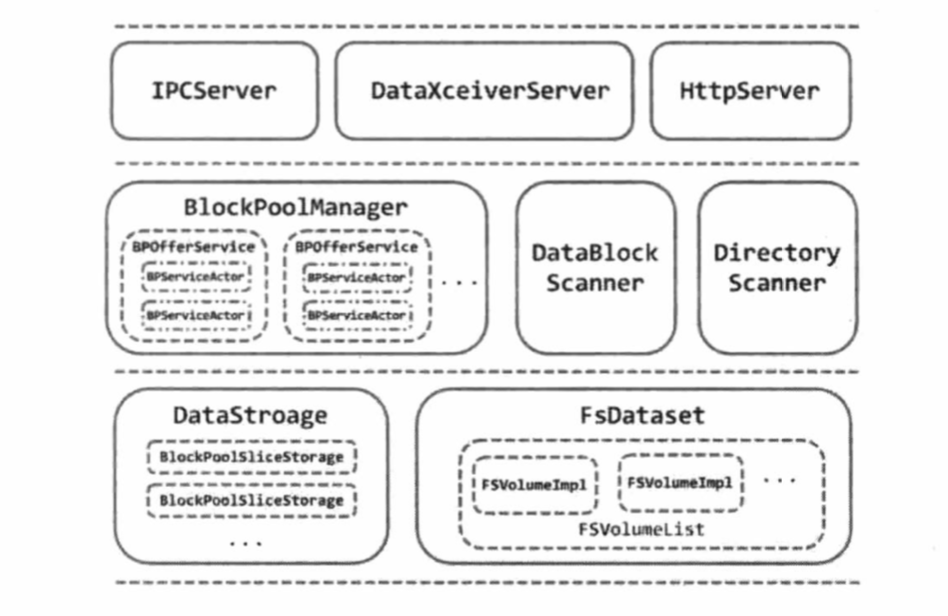 IPCServer
DataXceiverServer
HttpServer
BlockPoolManager
BPOfferService
BPServiceActor
BPServiceActor
BPOfferService
BPServiceActor
BPServiceActor
...
DataBlock
Scanner
Directory
Scanner
DataStroage
BlockPoolSliceStorage
BlockPoolSliceStorage
...
FsDataset
FSVolumeImpl
FSVolumeImpl
...
FSVolumeList